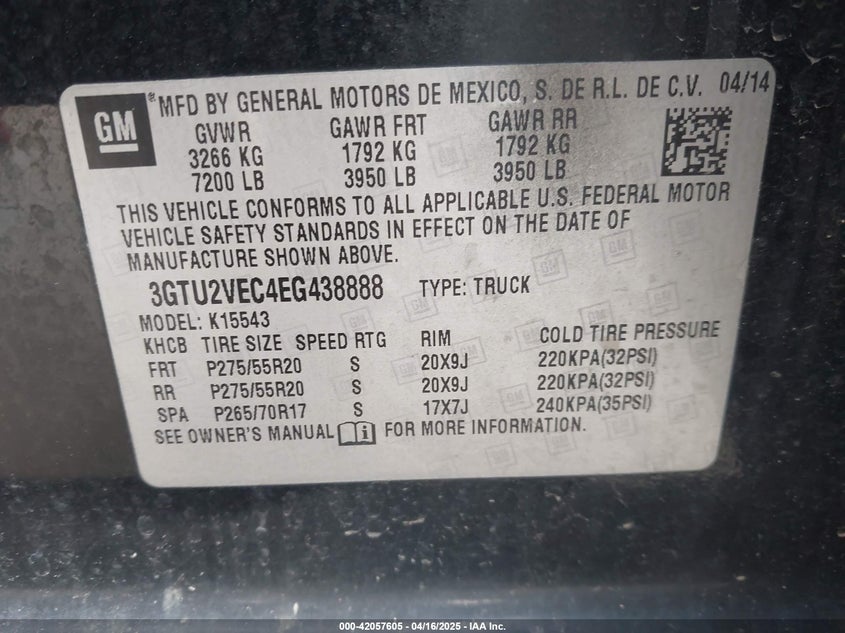 GM
®MFD BY GENERAL MOTORS DE MEXICO, S. DE R.L. DE C.V. 04/14
GVWR GAWR FRT GAWR RR
3266 KG 1792 KG 1792 KG
7200 LB 3950 LB 3950 LB
THIS VEHICLE CONFORMS TO ALL APPLICABLE U.S. FEDERAL MOTOR
VEHICLE SAFETY STANDARDS IN EFFECT ON THE DATE OF
MANUFACTURE SHOWN ABOVE.
3GTU2VEC4EG438888 TYPE: TRUCK
MODEL: K15543
KHCB TIRE SIZE SPEED RTG RIM COLD TIRE PRESSURE
FRT P275/55R20 S 20X9J 220KPA(32PSI)
RR P275/55R20 S 20X9J 220KPA(32PSI)
SPA P265/70R17 S 17X7J 240KPA(35PSI)
SEE OWNER'S MANUAL i FOR MORE INFORMATION.
000-42057605 - 04/16/2025 - IAA Inc.